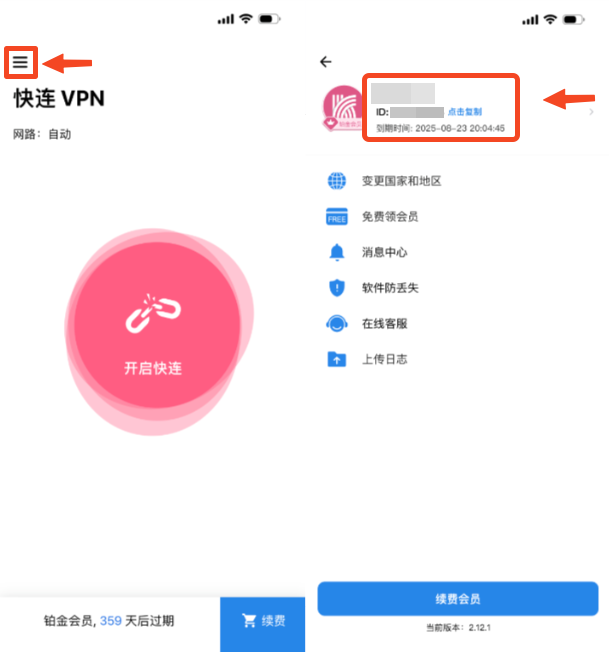 快连 VPN
网路：自动
开启快连
铂金会员, 359 天后过期
续费
铂金会员
ID:
点击复制
到期时间: 2025-08-23 20:04:45
变更国家和地区
FREE
免费领会员
消息中心
软件防丢失
在线客服
上传日志
续费会员
当前版本：2.12.1